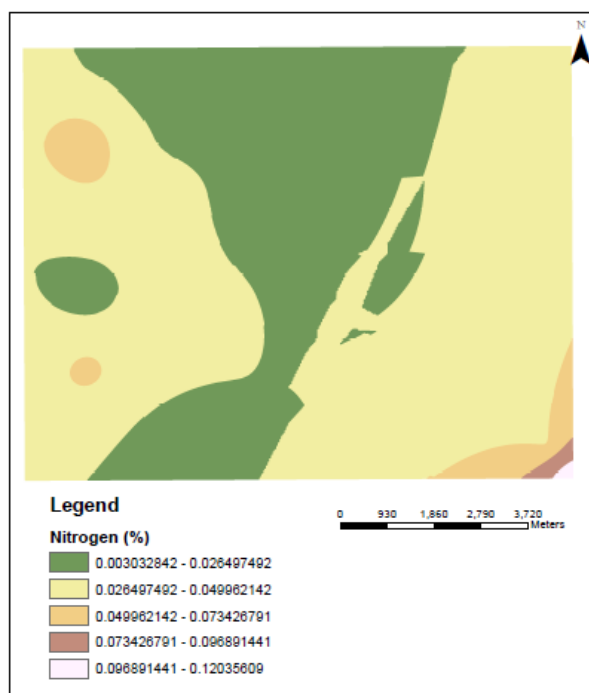 N
Legend
Nitrogen (%)
0.003032842 - 0.026497492
0.026497492 - 0.049962142
0.049962142 - 0.073426791
0.073426791 - 0.096891441
0.096891441 - 0.12035609
0 930 1,860 2,790 3,720
Meters